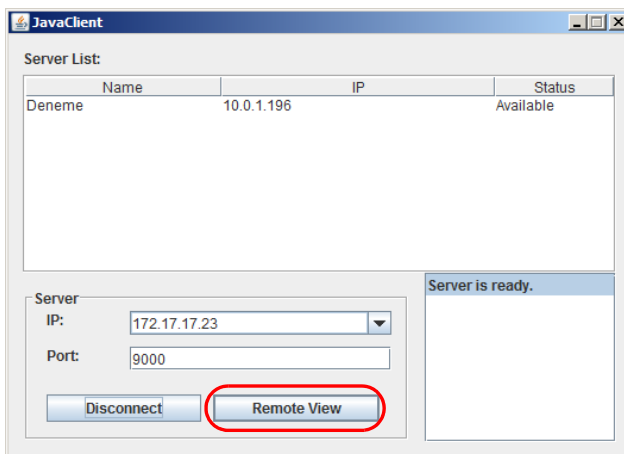 JavaClient
Server List:
Name IP Status
Deneme 10.0.1.196 Available
Server is ready.
Server
IP: 172.17.17.23
Port: 9000
Disconnect Remote View